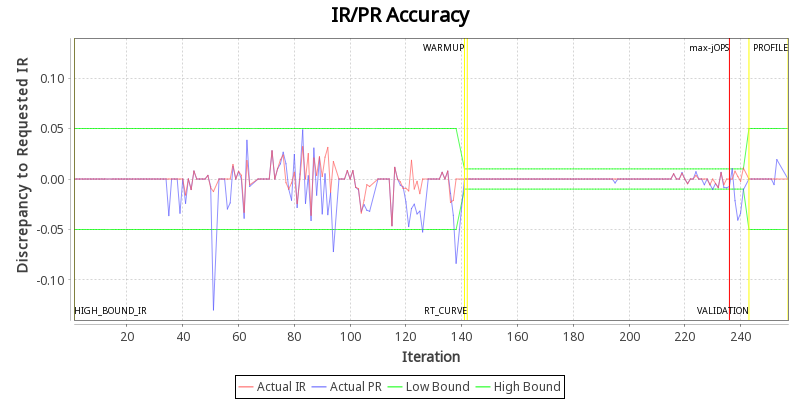 IR/PR Accuracy
WARMUP
max-jOPS
PROFILE
0.10
0.05
0.00
-0.05
-0.10
Discrepancy to Requested IR
HIGH_BOUND_IR
RT_CURVE
VALIDATION
20 40 60 80 100 120 140 160 180 200 220 240
Iteration
Actual IR Actual PR Low Bound High Bound